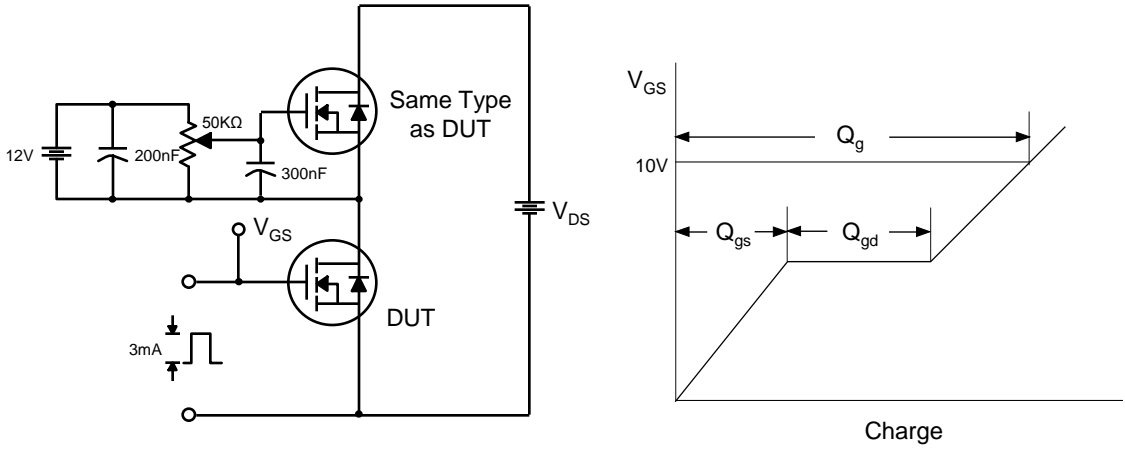 12V
200nF
50KΩ
300nF
Same Type
as DUT
V_DS
V_GS
DUT
3mA
V_GS
Q_g
10V
Q_gs
Q_gd
Charge